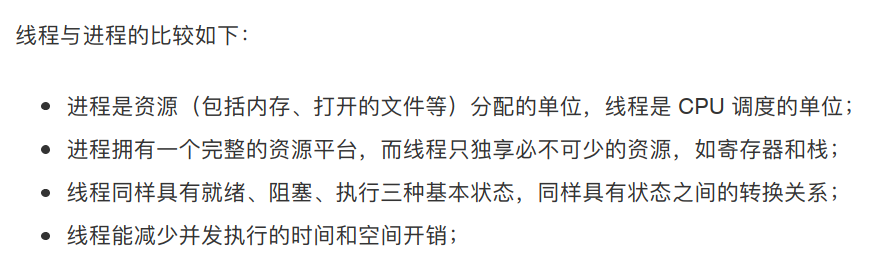 线程与进程的比较如下：
进程是资源（包括内存、打开的文件等）分配的单位，线程是 CPU 调度的单位；
进程拥有一个完整的资源平台，而线程只独享必不可少的资源，如寄存器和栈；
线程同样具有就绪、阻塞、执行三种基本状态，同样具有状态之间的转换关系；
线程能减少并发执行的时间和空间开销；